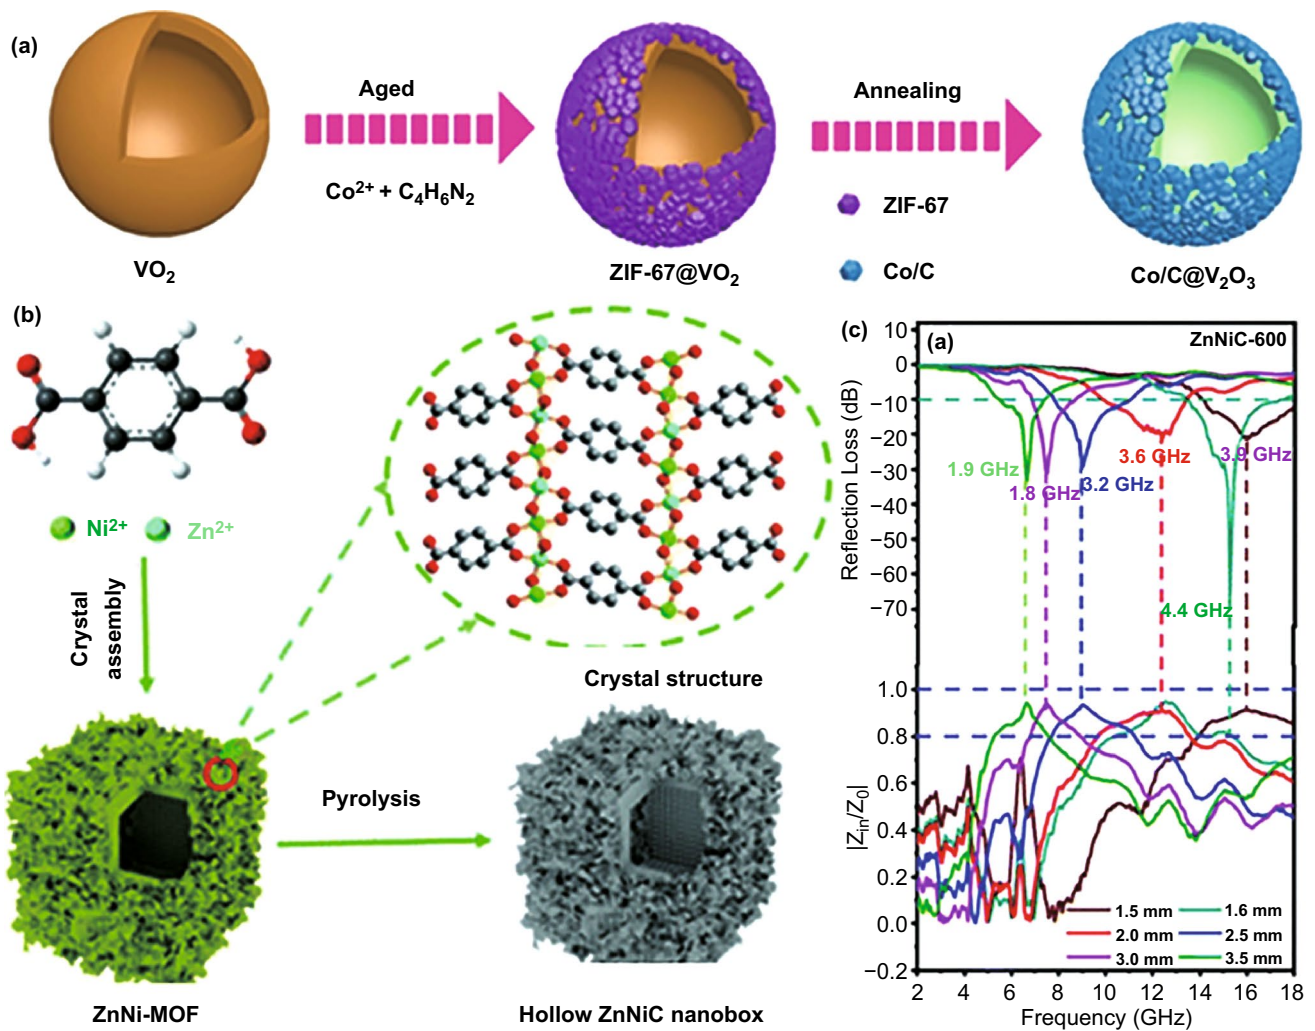 (a)
Aged
Co2+ + C4H6N2
Annealing
ZIF-67
Co/C
VO2
ZIF-67@VO2
Co/C@V2O3
(b)
Ni2+
Zn2+
Crystal
assembly
Crystal structure
Pyrolysis
ZnNi-MOF
Hollow ZnNiC nanobox
(c)
(a)
ZnNiC-600
Reflection Loss (dB)
10
0
−10
−20
−30
−40
−50
−60
−70
1.9 GHz
1.8 GHz
3.2 GHz
3.6 GHz
3.9 GHz
4.4 GHz
|Zin/Z0|
1.0
0.8
0.6
0.4
0.2
0.0
−0.2
1.5 mm
1.6 mm
2.0 mm
2.5 mm
3.0 mm
3.5 mm
2 4 6 8 10 12 14 16 18
Frequency (GHz)